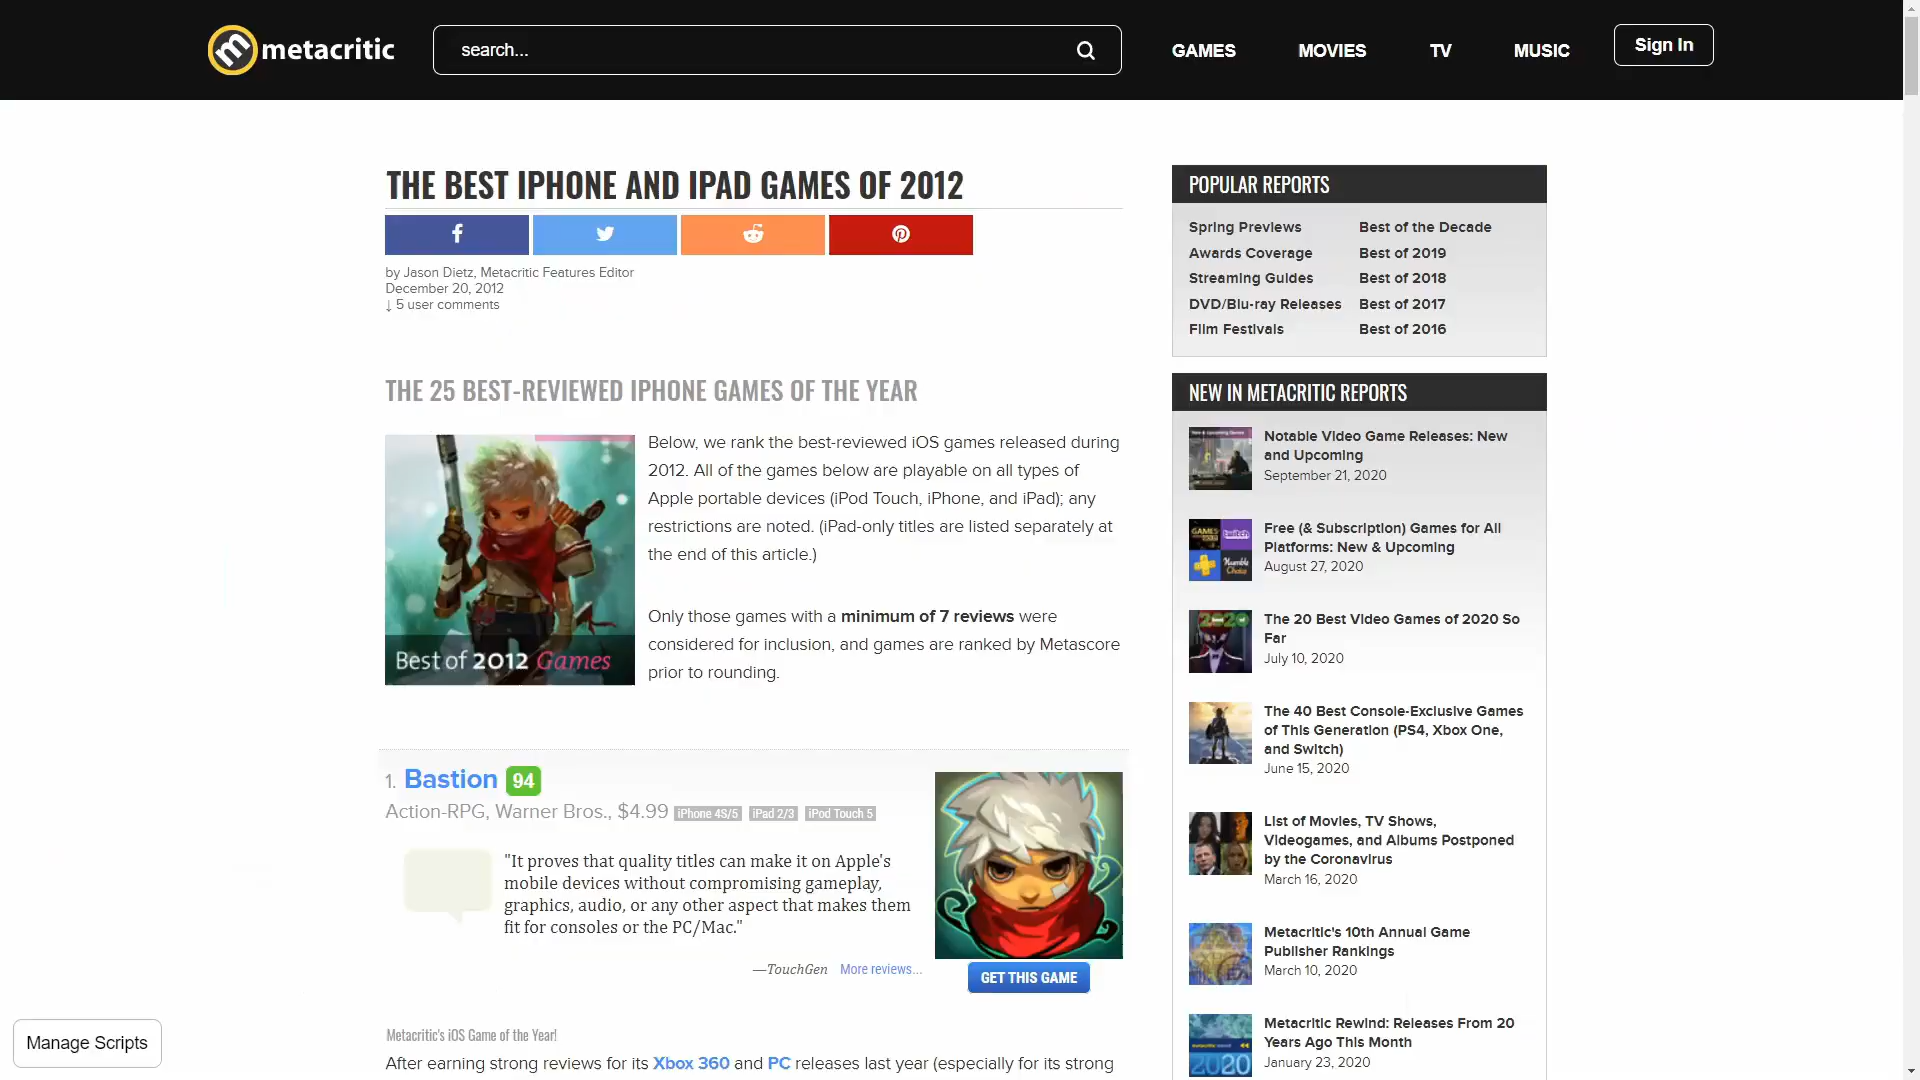 metacritic
search...
GAMES
MOVIES
TV
MUSIC
Sign In
THE BEST IPHONE AND IPAD GAMES OF 2012
by Jason Dietz, Metacritic Features Editor
December 20, 2012
↓ 5 user comments
THE 25 BEST-REVIEWED IPHONE GAMES OF THE YEAR
Best of 2012 Games
Below, we rank the best-reviewed iOS games released during
2012. All of the games below are playable on all types of
Apple portable devices (iPod Touch, iPhone, and iPad); any
restrictions are noted. (iPad-only titles are listed separately at
the end of this article.)
Only those games with a minimum of 7 reviews were
considered for inclusion, and games are ranked by Metascore
prior to rounding.
1. Bastion 94
Action-RPG, Warner Bros., $4.99 iPhone 4S/5 iPad 2/3 iPod Touch 5
"It proves that quality titles can make it on Apple's
mobile devices without compromising gameplay,
graphics, audio, or any other aspect that makes them
fit for consoles or the PC/Mac."
—TouchGen More reviews...
GET THIS GAME
Metacritic's iOS Game of the Year!
After earning strong reviews for its Xbox 360 and PC releases last year (especially for its strong
POPULAR REPORTS
Spring Previews
Awards Coverage
Streaming Guides
DVD/Blu-ray Releases
Film Festivals
Best of the Decade
Best of 2019
Best of 2018
Best of 2017
Best of 2016
NEW IN METACRITIC REPORTS
Notable Video Game Releases: New
and Upcoming
September 21, 2020
Free (& Subscription) Games for All
Platforms: New & Upcoming
August 27, 2020
The 20 Best Video Games of 2020 So
Far
July 10, 2020
The 40 Best Console-Exclusive Games
of This Generation (PS4, Xbox One,
and Switch)
June 15, 2020
List of Movies, TV Shows,
Videogames, and Albums Postponed
by the Coronavirus
March 16, 2020
Metacritic's 10th Annual Game
Publisher Rankings
March 10, 2020
Metacritic Rewind: Releases From 20
Years Ago This Month
January 23, 2020
Manage Scripts